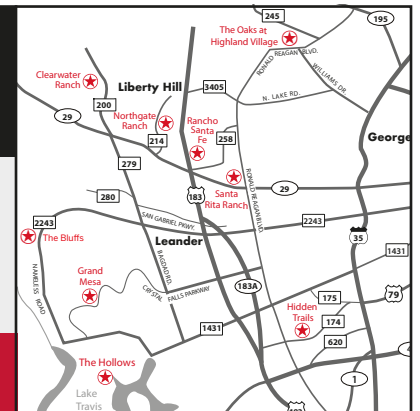 245
195
The Oaks at
Highland Village
RONALD REAGAN BLVD.
WILLIAMS DR.
Clearwater
Ranch
Liberty Hill
3405
N. LAKE RD.
200
29
Northgate
Ranch
Rancho
Santa
Fe
George
214
258
279
280
183
Santa
Rita Ranch
29
RONALD REAGAN BLVD.
2243
SAN GABRIEL PKWY.
2243
The Bluffs
Leander
35
1431
NAMELESS ROAD
Grand
Mesa
BAGDAD RD.
CRYSTAL FALLS PARKWAY
183A
175
79
Hidden
Trails
174
1431
620
The Hollows
1
Lake
Travis